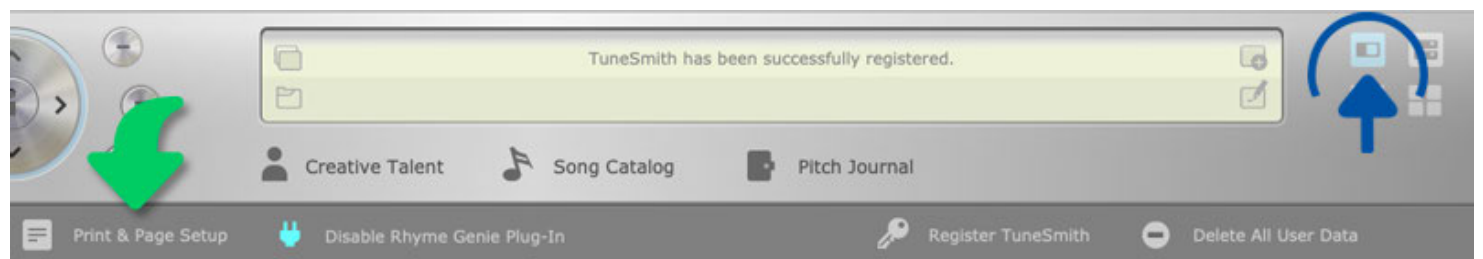 TuneSmith has been successfully registered.
Creative Talent
Song Catalog
Pitch Journal
Print & Page Setup
Disable Rhyme Genie Plug-In
Register TuneSmith
Delete All User Data